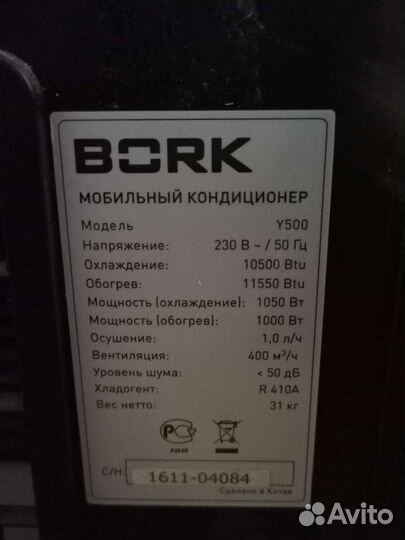 BORK
МОБИЛЬНЫЙ КОНДИЦИОНЕР
Модель Y500
Напряжение: 230 В ~ / 50 Гц
Охлаждение: 10500 Btu
Обогрев: 11550 Btu
Мощность (охлаждение): 1050 Вт
Мощность (обогрев): 1000 Вт
Осушение: 1,0 л/ч
Вентиляция: 400 м³/ч
Уровень шума: < 50 дБ
Хладогент: R 410A
Вес нетто: 31 кг
АИ46
С/Н: 1611-04084
Сделано в Китае
Avito